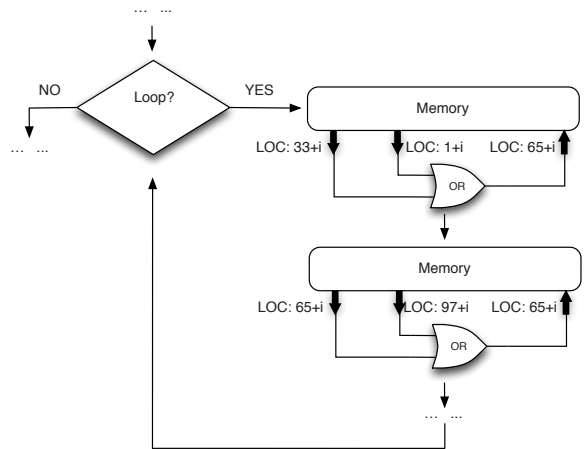 ... ...
Loop?
NO
YES
... ...
Memory
LOC: 33+i
LOC: 1+i
LOC: 65+i
OR
Memory
LOC: 65+i
LOC: 97+i
LOC: 65+i
OR
... ...